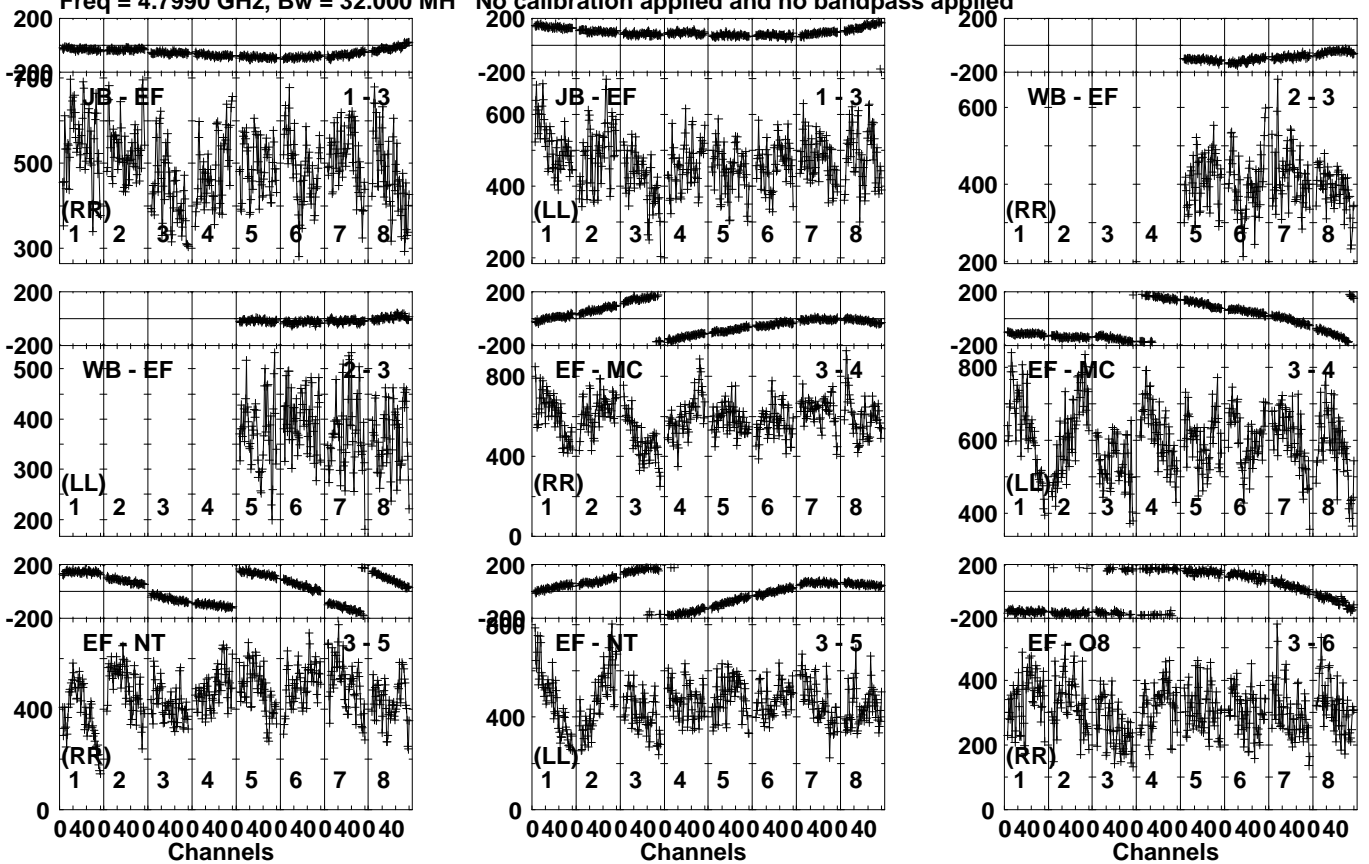 Freq = 4.7990 GHz, Bw = 32.000 MH No calibration applied and no bandpass applied
200 200 200
-200 -200 -200
700
JB - EF 1 - 3 JB - EF 1 - 3 WB - EF 2 - 3
600 600
500
400 400
(RR) (LL) (RR)
1 2 3 4 5 6 7 8 1 2 3 4 5 6 7 8 1 2 3 4 5 6 7 8
300 200 200
200 200 200
-200 -200 -200
WB - EF 2 - 3 EF - MC 3 - 4 EF - MC 3 - 4
500 800 800
400
300 400 600
(LL) (RR) (LL)
1 2 3 4 5 6 7 8 1 2 3 4 5 6 7 8 1 2 3 4 5 6 7 8
200 0 400
200 200 200
-200 -200 -200
800
EF - NT 3 - 5 EF - NT 3 - 5 EF - O8 3 - 6
400 400 400
200
(RR) (LL) (RR)
1 2 3 4 5 6 7 8 1 2 3 4 5 6 7 8 1 2 3 4 5 6 7 8
0 0 0
0 40 0 40 0 40 0 40 0 40 0 40 0 40 0 40 0 40 0 40 0 40 0 40 0 40 0 40 0 40 0 40 0 40 0 40 0 40 0 40 0 40 0 40 0 40 0 40
Channels Channels Channels